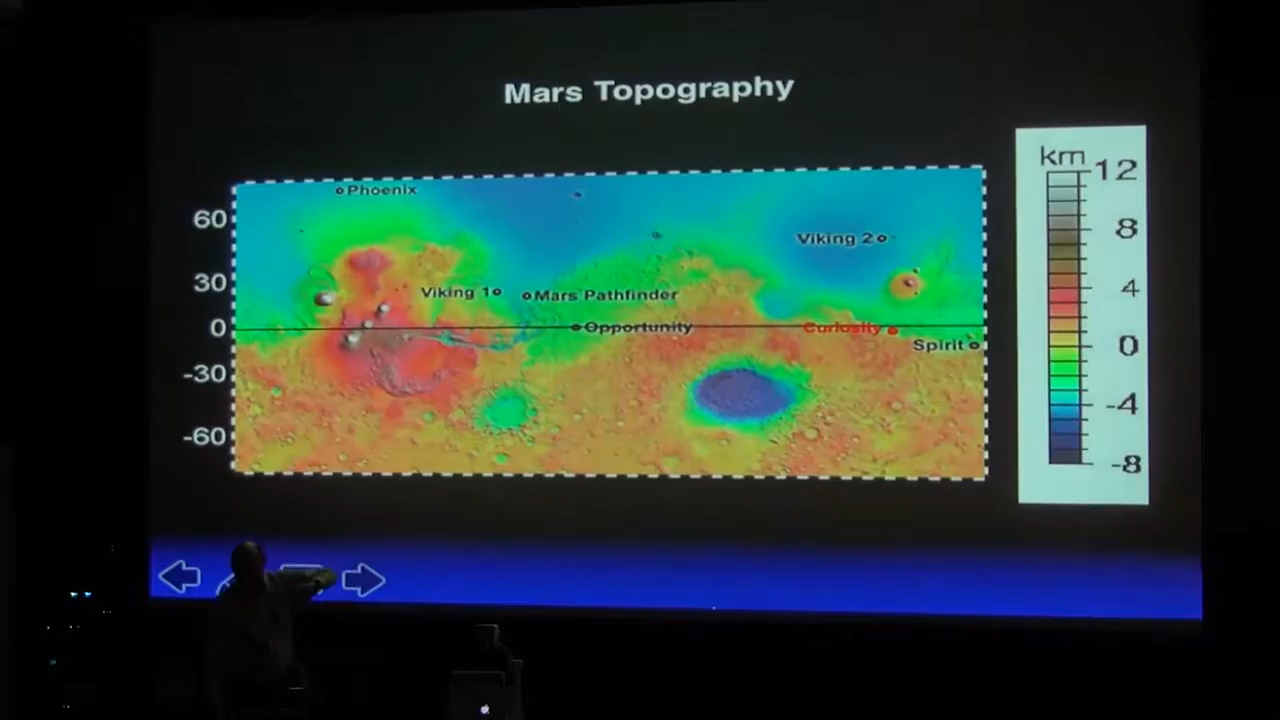 Mars Topography
km
12
8
4
0
-4
-8
60
30
0
-30
-60
Phoenix
Viking 2
Viking 1
Mars Pathfinder
Opportunity
Curiosity
Spirit